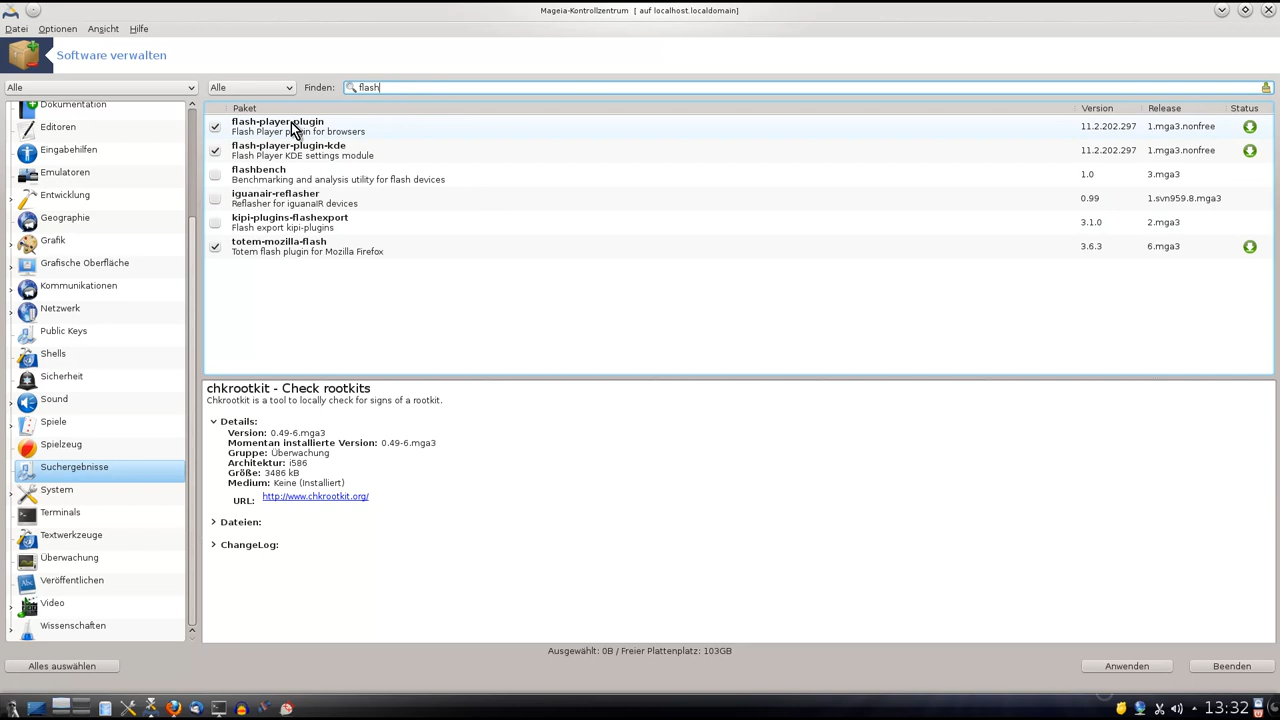 Mageia-Kontrollzentrum [ auf localhost.localdomain]
Datei Optionen Ansicht Hilfe
Software verwalten
Alle Alle Finden: flash
Dokumentation
Editoren
Eingabehilfen
Emulatoren
Entwicklung
Geographie
Grafik
Grafische Oberfläche
Kommunikationen
Netzwerk
Public Keys
Shells
Sicherheit
Sound
Spiele
Spielzeug
Suchergebnisse
System
Terminals
Textwerkzeuge
Überwachung
Veröffentlichen
Video
Wissenschaften
Paket Version Release Status
flash-player-plugin
Flash Player plugin for browsers
11.2.202.297 1.mga3.nonfree
flash-player-plugin-kde
Flash Player KDE settings module
11.2.202.297 1.mga3.nonfree
flashbench
Benchmarking and analysis utility for flash devices
1.0 3.mga3
iguanair-reflasher
Reflasher for iguanaIR devices
0.99 1.svn959.8.mga3
kipi-plugins-flashexport
Flash export kipi-plugins
3.1.0 2.mga3
totem-mozilla-flash
Totem flash plugin for Mozilla Firefox
3.6.3 6.mga3
chkrootkit - Check rootkits
Chkrootkit is a tool to locally check for signs of a rootkit.
Details:
Version: 0.49-6.mga3
Momentan installierte Version: 0.49-6.mga3
Gruppe: Überwachung
Architektur: i586
Größe: 3486 kB
Medium: Keine (Installiert)
URL: http://www.chkrootkit.org/
Dateien:
ChangeLog:
Ausgewählt: 0B / Freier Plattenplatz: 103GB
Alles auswählen Anwenden Beenden
13:32